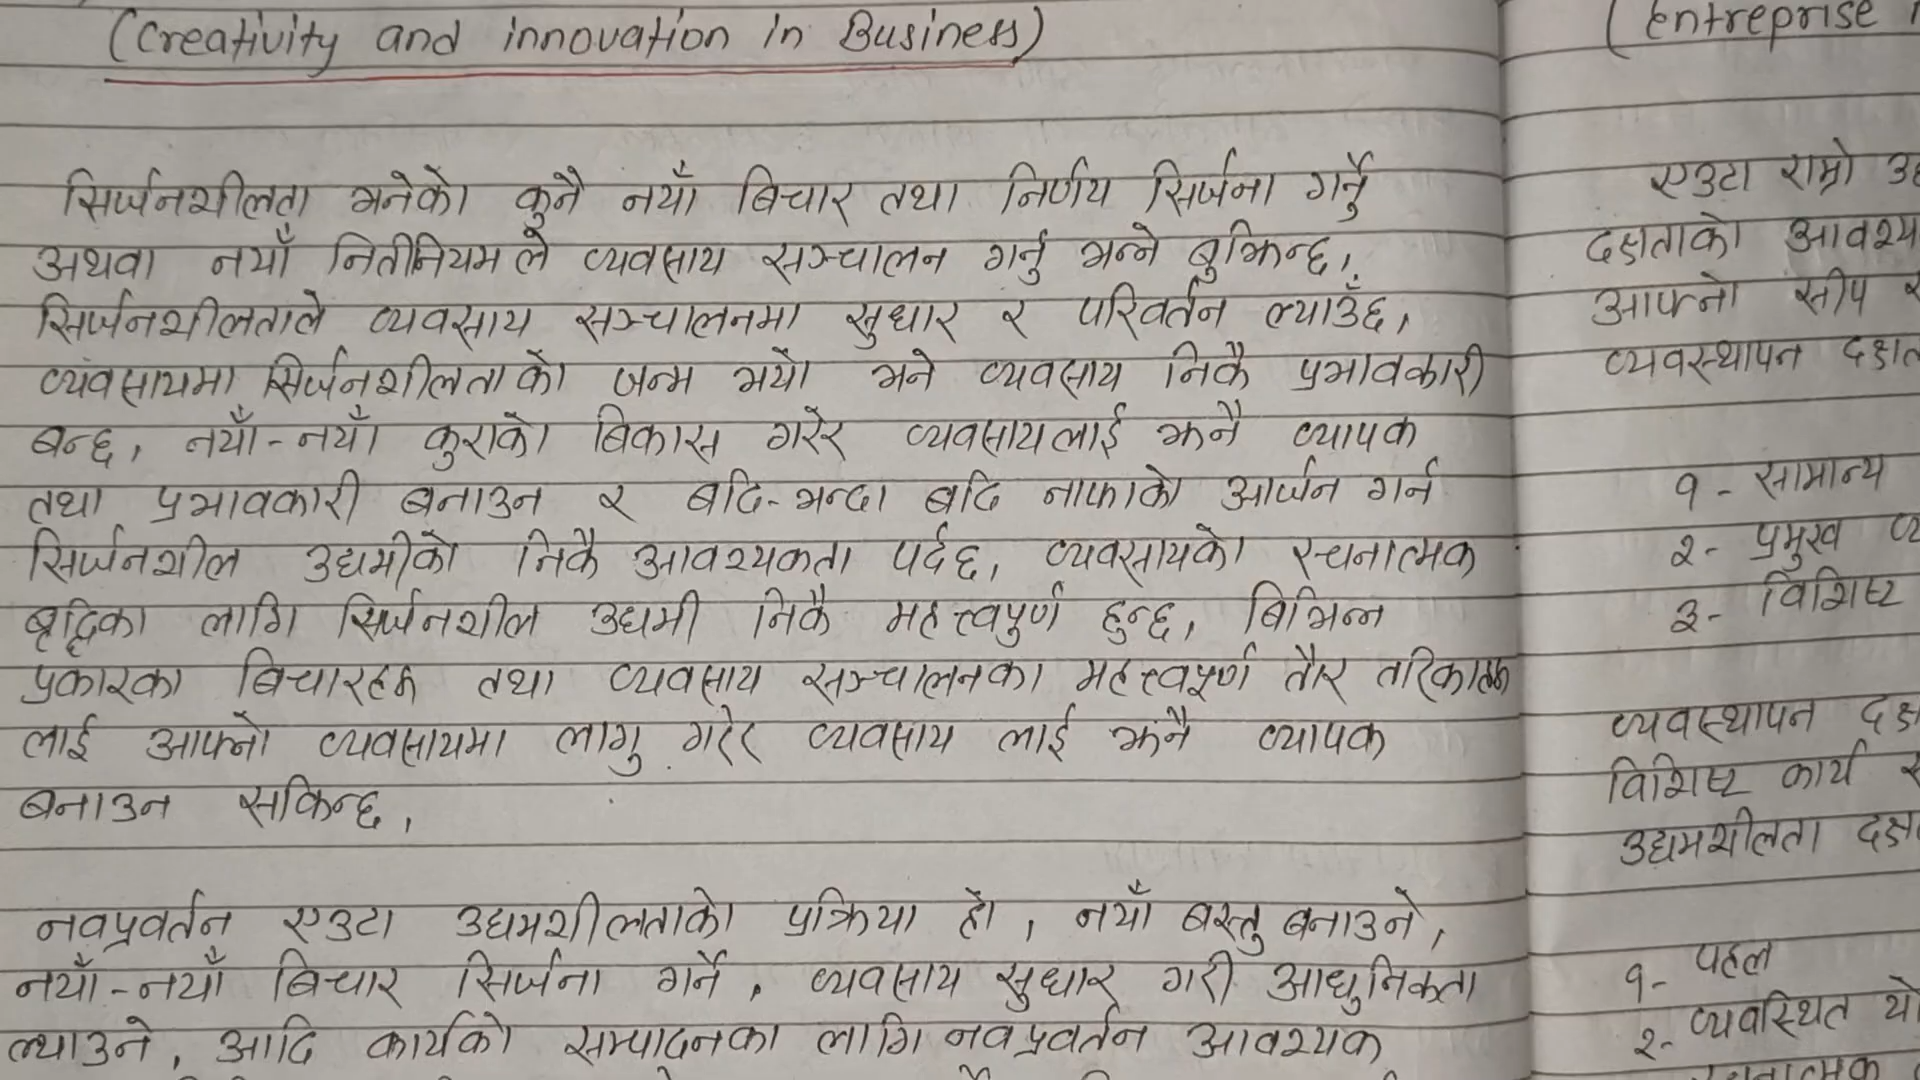 (Creativity and innovation in Business)
सिर्जनशीलता भनेको कुनै नयाँ बिचार तथा निर्णय सिर्जना गर्नु
अथवा नयाँ नितीनियमले व्यवसाय सञ्चालन गर्नु भन्ने बुझिन्छ।
सिर्जनशीलताले व्यवसाय सञ्चालनमा सुधार र परिवर्तन ल्याउँछ।
व्यवसायमा सिर्जनशीलताको जन्म भयो भने व्यवसाय निकै प्रभावकारी
बन्छ। नयाँ-नयाँ कुराको बिकास गरेर व्यवसायलाई झनै व्यापक
तथा प्रभावकारी बनाउन र बढि-भन्दा बढि नाफाको आर्जन गर्न
सिर्जनशील उद्यमीको निकै आवश्यकता पर्दछ। व्यवसायको रचनात्मक
बृद्धिका लागि सिर्जनशील उद्यमी निकै महत्त्वपुर्ण हुन्छ। बिभिन्न
प्रकारका बिचारहरू तथा व्यवसाय सञ्चालनका महत्त्वपूर्ण तौर तरिकाहरू
लाई आफ्नो व्यवसायमा लागु गरेर व्यवसाय लाई झनै व्यापक
बनाउन सकिन्छ।
नवप्रवर्तन एउटा उद्यमशीलताको प्रक्रिया हो। नयाँ बस्तु बनाउने,
नयाँ-नयाँ बिचार सिर्जना गर्ने, व्यवसाय सुधार गरी आधुनिकता
ल्याउने, आदि कार्यको सम्पादनका लागि नवप्रवर्तन आवश्यक
(Entreprise
एउटा राम्रो
दक्षताको
आफ्नो सीप
व्यवस्थापन
१- सामान्य
२- प्रमुख
३- विशिष्ट
व्यवस्थापन
विशिष्ट कार्य
उद्यमशीलता
१- पहल
२- व्यवस्थित